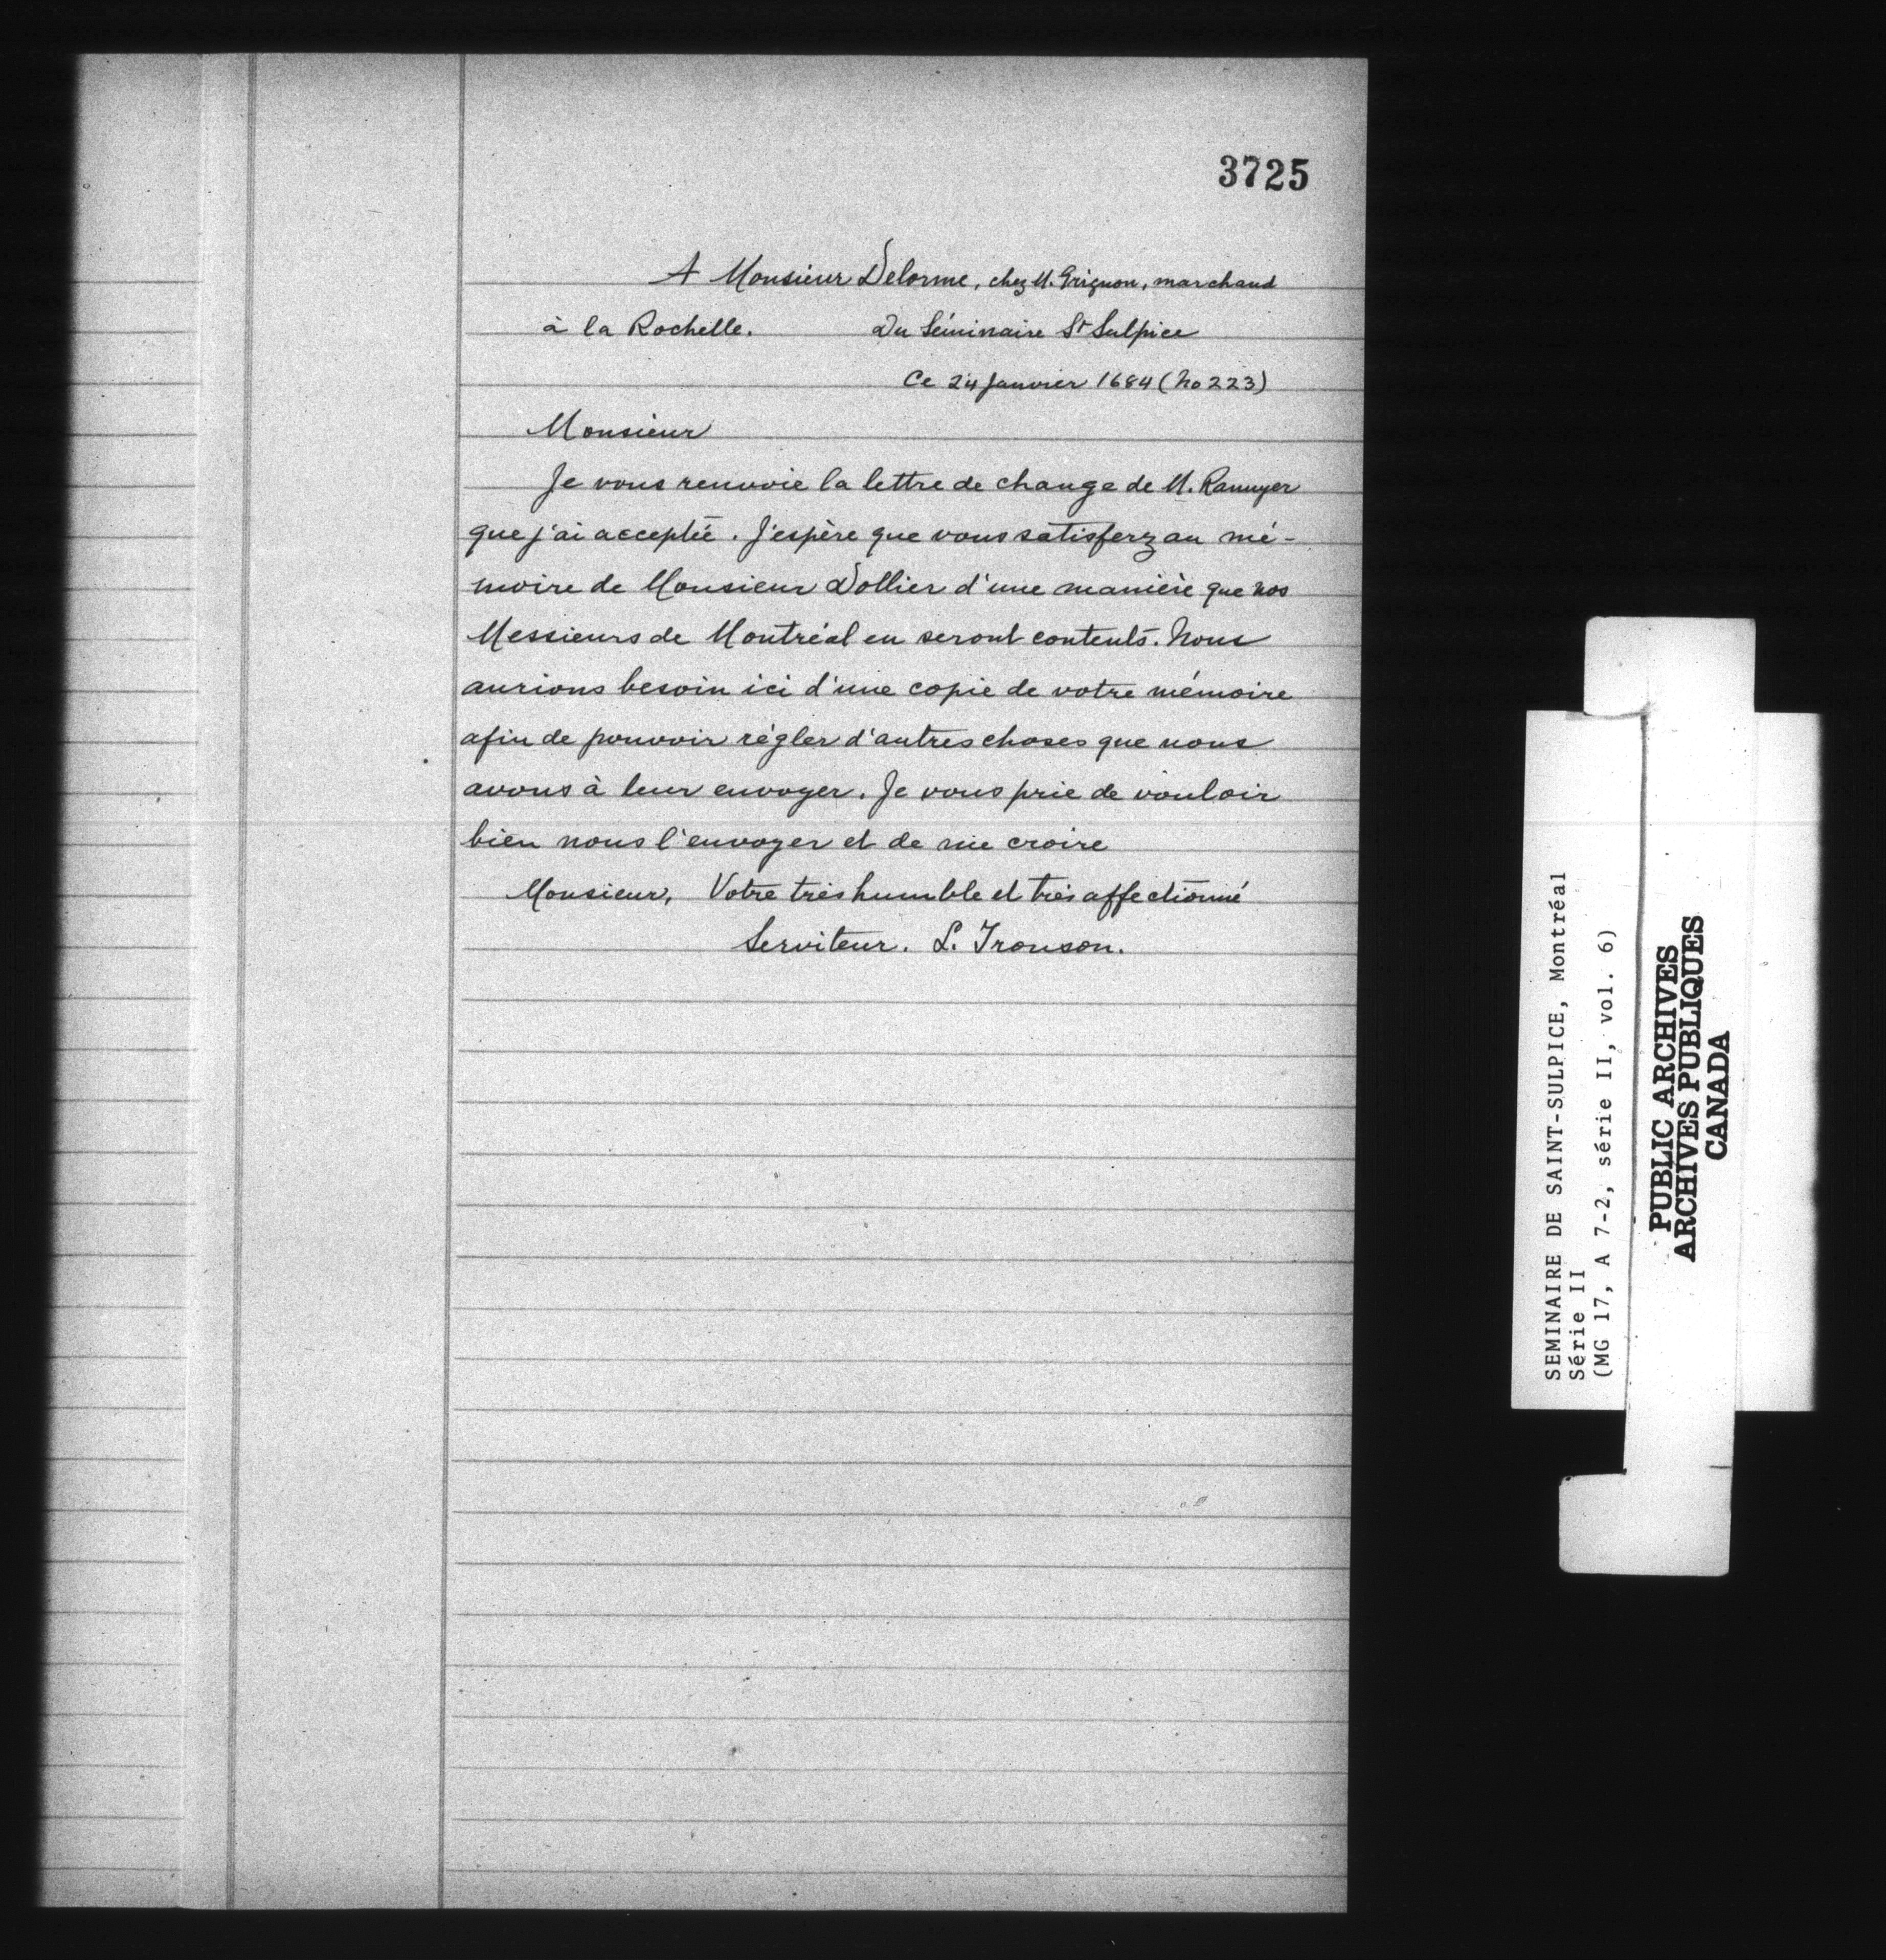 3725
A Monsieur Delorme, chez M. Grignon, marchand
à la Rochelle. Du Séminaire St Sulpice
Ce 24 Janvier 1684 (No 223)
Monsieur
Je vous renvoie la lettre de change de M. Ranuyer
que j'ai acceptée. J'espère que vous satisferz au mé-
moire de Monsieur Dollier d'une manière que nos
Messieurs de Montréal en seront contents. Nous
aurions besoin ici d'une copie de votre mémoire
afin de pouvoir régler d'autres choses que nous
avons à leur envoyer. Je vous prie de vouloir
bien nous l'envoyer et de me croire
Monsieur, Votre très humble et très affectionné
Serviteur. L. Tronson.
SEMINAIRE DE SAINT-SULPICE, Montréal
Série II
(MG 17, A 7-2, série II, vol. 6)
PUBLIC ARCHIVES
ARCHIVES PUBLIQUES
CANADA